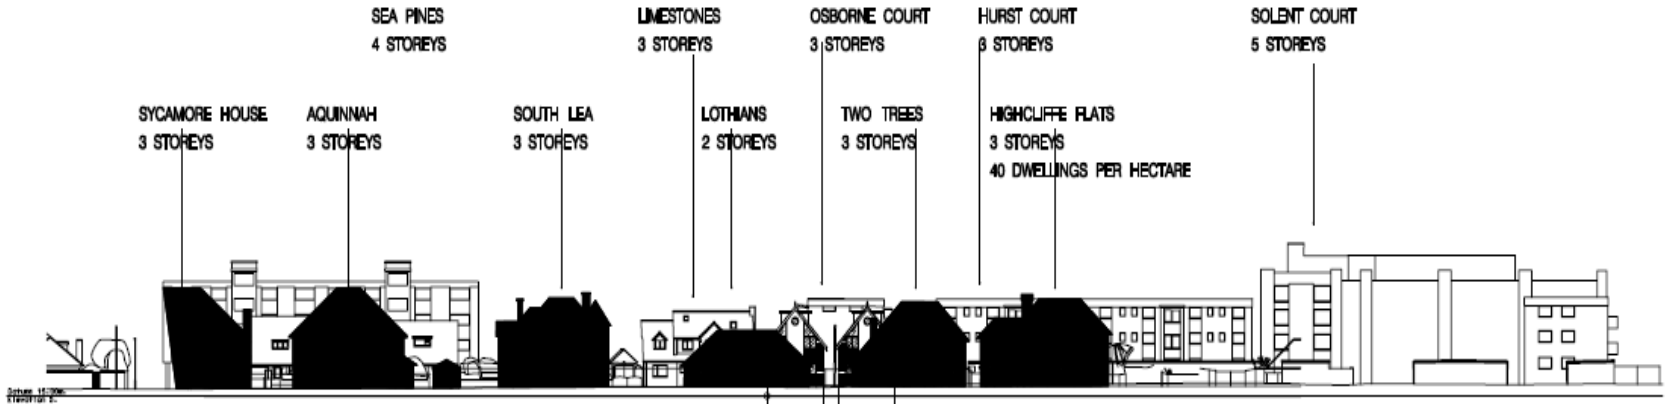 SEA PINES
4 STOREYS
LIMESTONES
3 STOREYS
OSBORNE COURT
3 STOREYS
HURST COURT
3 STOREYS
SOLENT COURT
5 STOREYS
SYCAMORE HOUSE
3 STOREYS
AQUINNAH
3 STOREYS
SOUTH LEA
3 STOREYS
LOTHIANS
2 STOREYS
TWO TREES
3 STOREYS
HIGHCLIFFE FLATS
3 STOREYS
40 DWELLINGS PER HECTARE